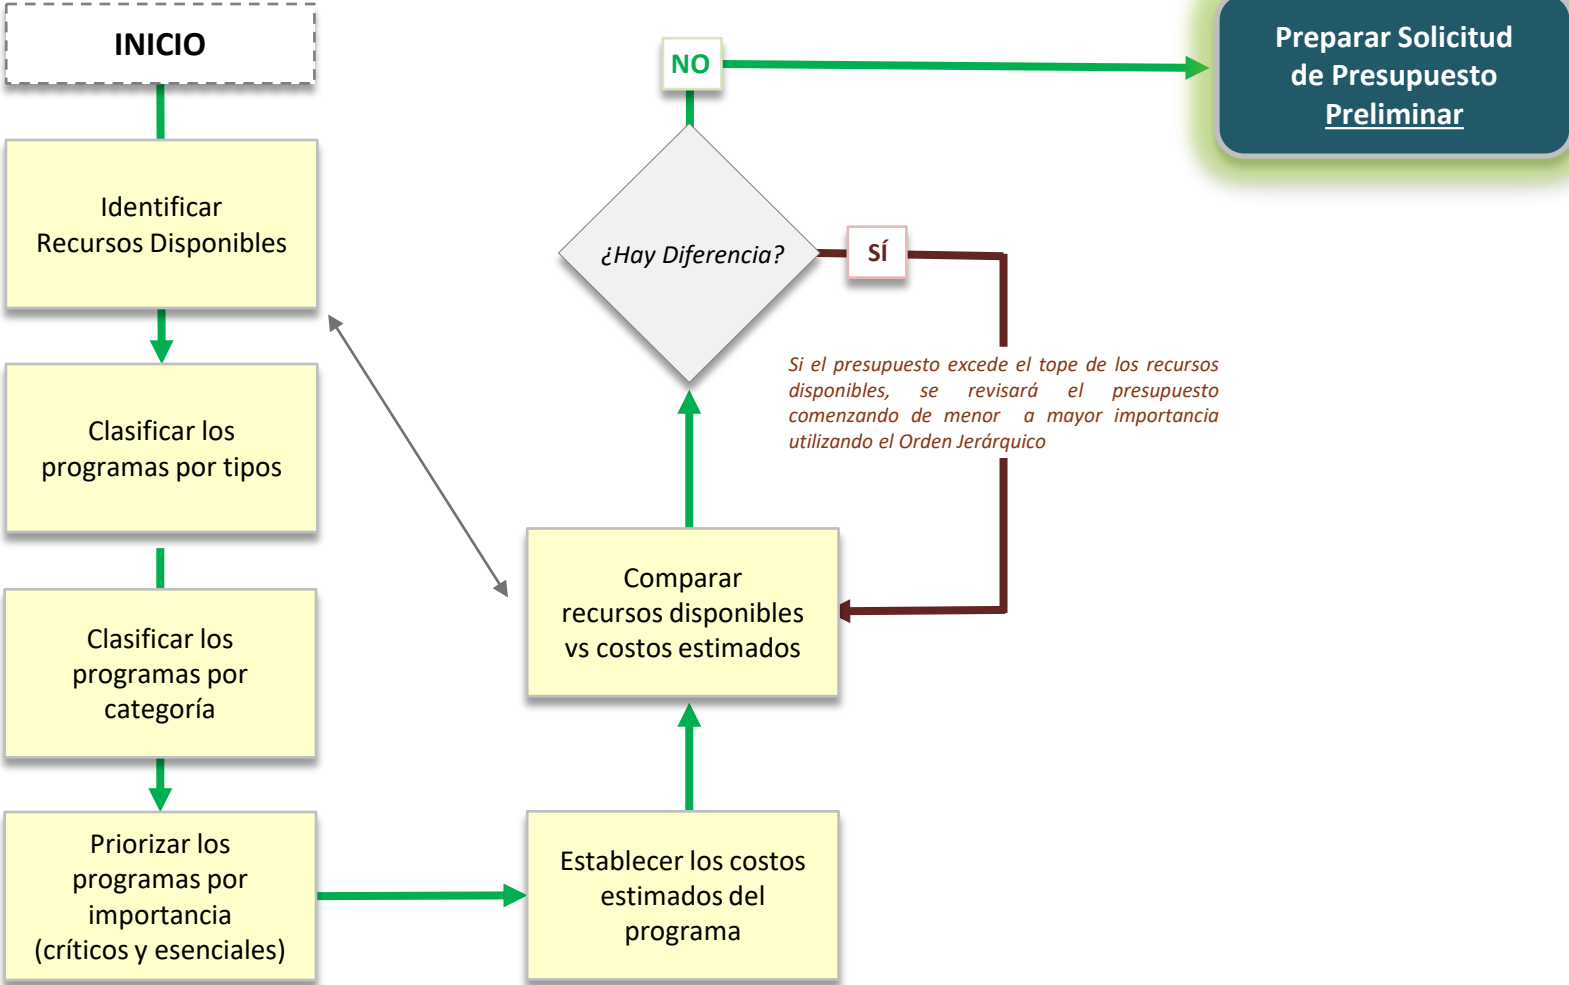 INICIO
Identificar
Recursos Disponibles
Clasificar los
programas por tipos
Clasificar los
programas por
categoría
Priorizar los
programas por
importancia
(críticos y esenciales)
Establecer los costos
estimados del
programa
Comparar
recursos disponibles
vs costos estimados
¿Hay Diferencia?
SÍ
Si el presupuesto excede el tope de los recursos
disponibles, se revisará el presupuesto
comenzando de menor a mayor importancia
utilizando el Orden Jerárquico
NO
Preparar Solicitud
de Presupuesto
Preliminar